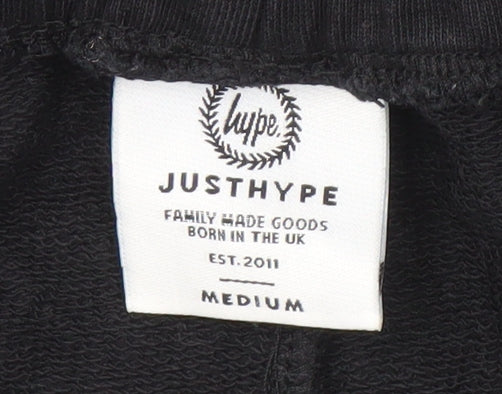 hype.
JUSTHYPE
FAMILY MADE GOODS
BORN IN THE UK
EST. 2011
MEDIUM